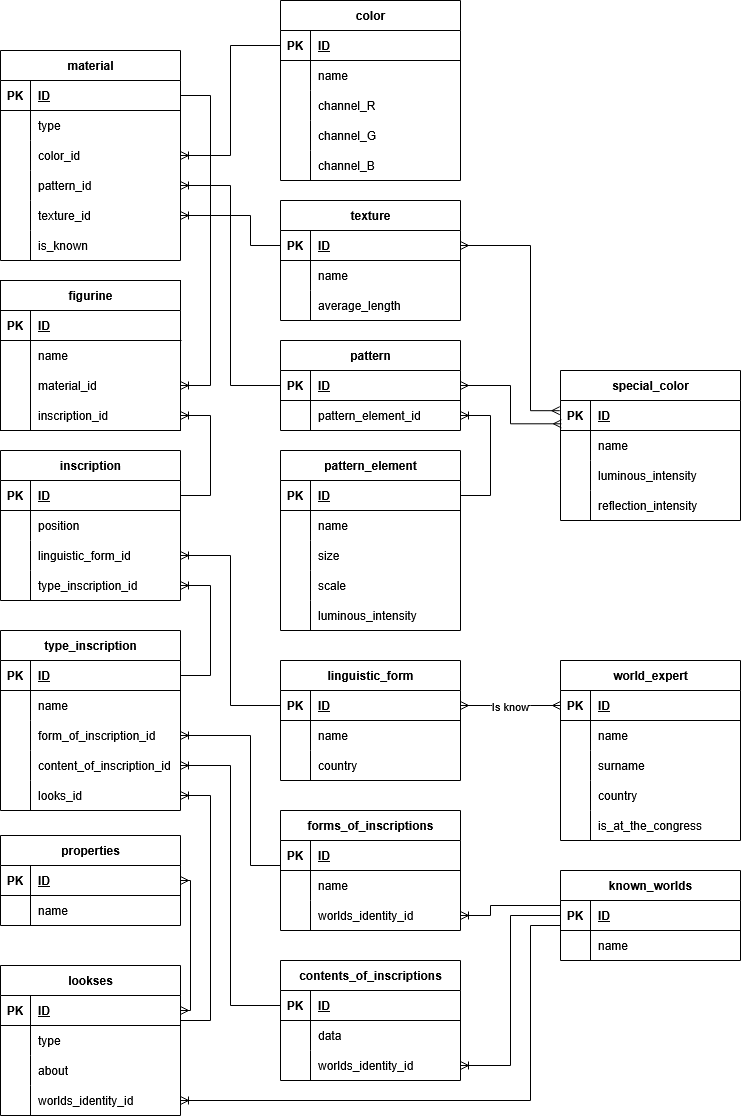 color
PK ID
name
channel_R
channel_G
channel_B
material
PK ID
type
color_id
pattern_id
texture_id
is_known
texture
PK ID
name
average_length
figurine
PK ID
name
material_id
inscription_id
pattern
PK ID
pattern_element_id
special_color
PK ID
name
luminous_intensity
reflection_intensity
inscription
PK ID
position
linguistic_form_id
type_inscription_id
pattern_element
PK ID
name
size
scale
luminous_intensity
type_inscription
PK ID
name
form_of_inscription_id
content_of_inscription_id
looks_id
linguistic_form
PK ID
name
country
Is know
world_expert
PK ID
name
surname
country
is_at_the_congress
properties
PK ID
name
forms_of_inscriptions
PK ID
name
worlds_identity_id
known_worlds
PK ID
name
lookses
PK ID
type
about
worlds_identity_id
contents_of_inscriptions
PK ID
data
worlds_identity_id